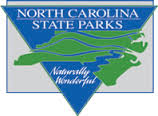 NORTH CAROLINA
STATE PARKS
Naturally
Wonderful